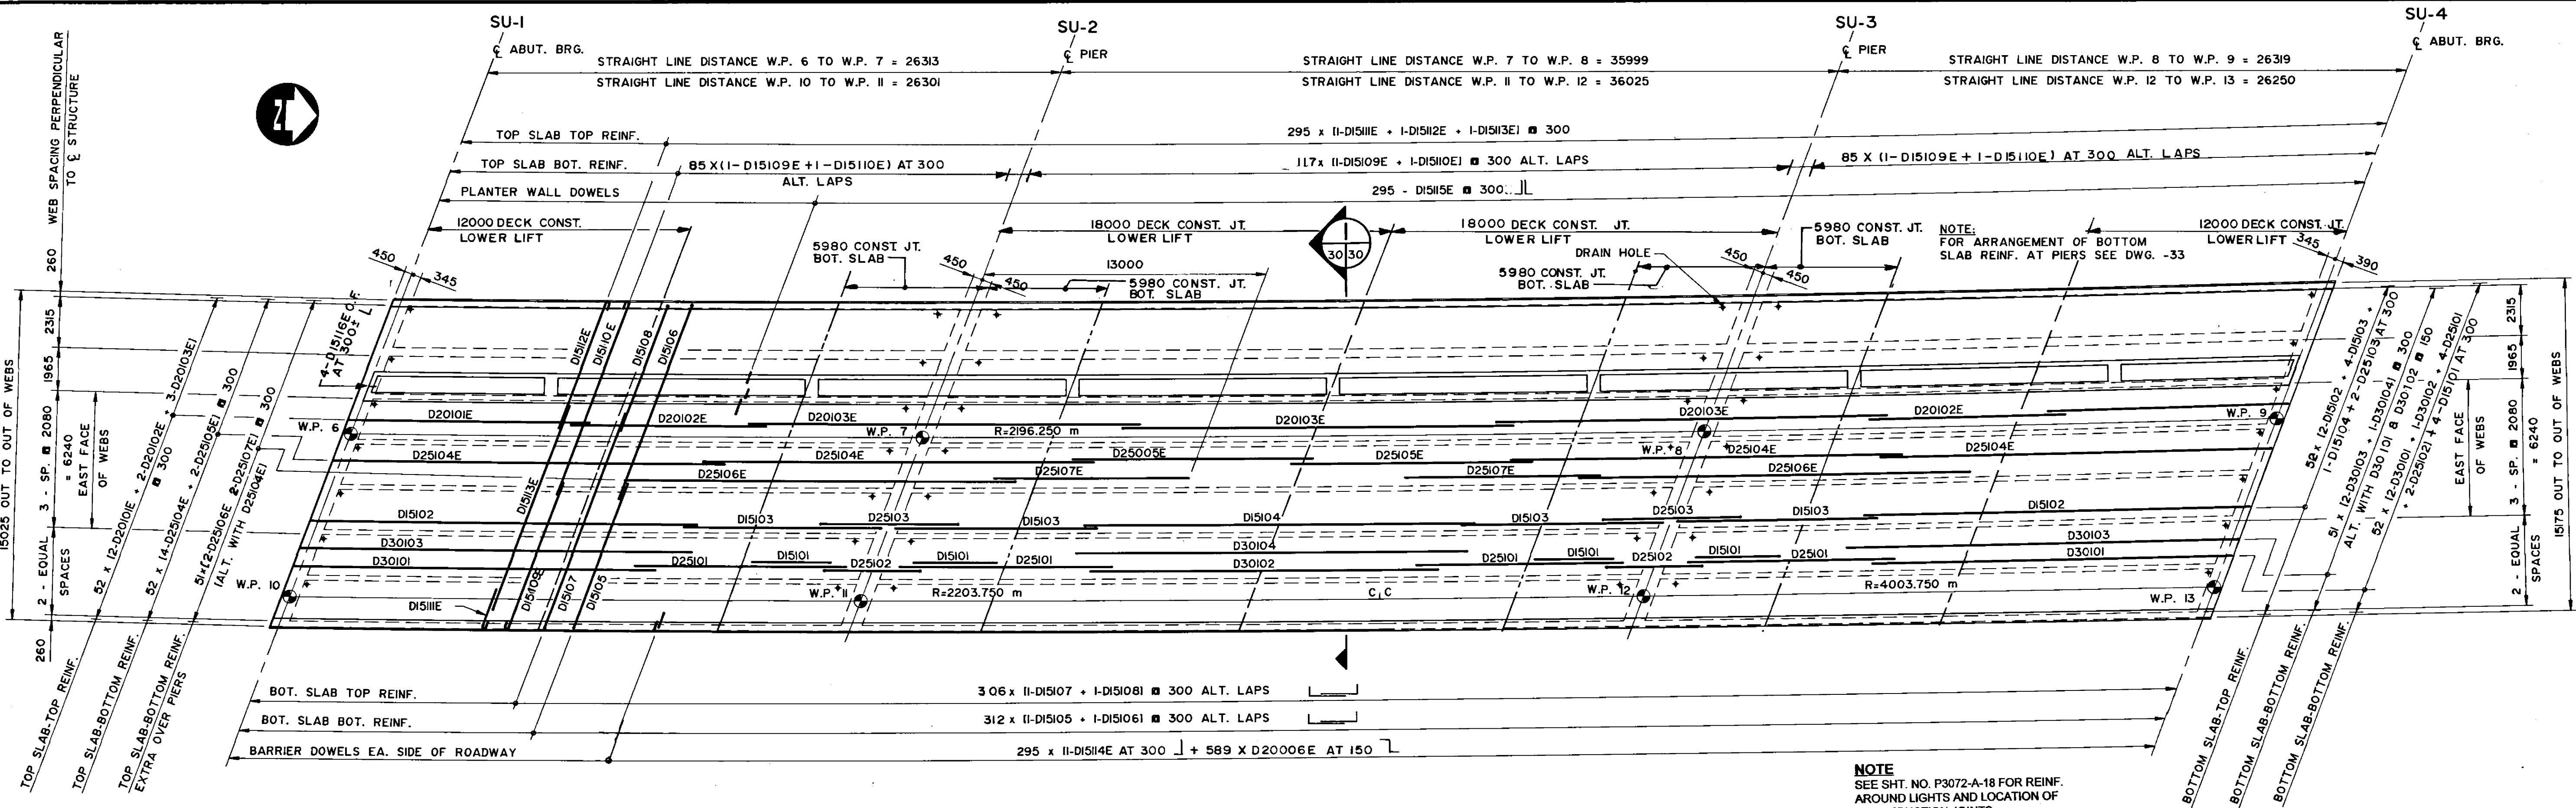 SU-1
SU-2
SU-3
SU-4
℄ ABUT. BRG.
℄ PIER
℄ PIER
℄ ABUT. BRG.
STRAIGHT LINE DISTANCE W.P. 6 TO W.P. 7 = 26313
STRAIGHT LINE DISTANCE W.P. 7 TO W.P. 8 = 35999
STRAIGHT LINE DISTANCE W.P. 8 TO W.P. 9 = 26319
STRAIGHT LINE DISTANCE W.P. 10 TO W.P. 11 = 26301
STRAIGHT LINE DISTANCE W.P. 11 TO W.P. 12 = 36025
STRAIGHT LINE DISTANCE W.P. 12 TO W.P. 13 = 26250
260 WEB SPACING PERPENDICULAR
TO ℄ STRUCTURE
N
TOP SLAB TOP REINF.
295 x [1-D15111E + 1-D15112E + 1-D15113E] @ 300
TOP SLAB BOT. REINF.
85 X (1-D15109E + 1-D15110E) AT 300
ALT. LAPS
117 x [1-D15109E + 1-D15110E] @ 300 ALT. LAPS
85 X (1-D15109E + 1-D15110E) AT 300 ALT. LAPS
PLANTER WALL DOWELS
295 - D15115E @ 300
12000 DECK CONST.
LOWER LIFT
18000 DECK CONST. JT.
LOWER LIFT
18000 DECK CONST. JT.
LOWER LIFT
12000 DECK CONST. JT.
LOWER LIFT
5980 CONST. JT.
BOT. SLAB
5980 CONST. JT.
BOT. SLAB
5980 CONST. JT.
BOT. SLAB
5980 CONST. JT.
BOT. SLAB
13000
1
30 30
DRAIN HOLE
NOTE:
FOR ARRANGEMENT OF BOTTOM
SLAB REINF. AT PIERS SEE DWG. -33
450
345
450
450
450
450
345
390
15025 OUT TO OUT OF WEBS
2315
1965
3 - SP. @ 2080
= 6240
EAST FACE
OF WEBS
2 - EQUAL
SPACES
260
4-D15116E O.F.
AT 300±
52 x [2-D20101E + 2-D20102E + 3-D20103E]
@ 300
52 x [4-D25104E + 2-D25105E] @ 300
51x[2-D25106E 2-D25107E] @ 300
(ALT. WITH D25104E)
D15112E
D15110E
D15108
D15106
D15113E
D15109E
D15107
D15105
D15111E
D20101E
D20102E
D20103E
D20103E
D20103E
D20102E
W.P. 6
W.P. 7
R=2196.250 m
W.P. 8
W.P. 9
D25104E
D25104E
D25005E
D25105E
D25104E
D25104E
D25106E
D25107E
D25107E
D25106E
D15102
D15103
D25103
D15103
D15104
D15103
D25103
D15103
D15102
D30103
D30104
D30103
D30101
D25101
D15101
D25102
D15101
D25101
D30102
D25101
D15101
D25102
D15101
D25101
D30101
W.P. 10
W.P. 11
R=2203.750 m
C.C
W.P. 12
R=4003.750 m
W.P. 13
52x [2-D15102 + 4-D15103 +
1-D15104 + 2-D25103] AT 300
51 x [2-D30103 + 1-D30104] @ 300
ALT. WITH D30101 & D30102 @ 150
52 x [2-D30101 + 1-D30102 + 4-D25101
+ 2-D25102] + 4-D15101 AT 300
2315
1965
3 - SP. @ 2080
= 6240
EAST FACE
OF WEBS
2 - EQUAL
SPACES
15175 OUT TO OUT OF WEBS
TOP SLAB-TOP REINF.
TOP SLAB-BOTTOM REINF.
TOP SLAB-BOTTOM REINF.
EXTRA OVER PIERS
BOTTOM SLAB-TOP REINF.
BOTTOM SLAB-BOTTOM REINF.
BOTTOM SLAB-BOTTOM REINF.
BOT. SLAB TOP REINF.
306 x [1-D15107 + 1-D15108] @ 300 ALT. LAPS
BOT. SLAB BOT. REINF.
312 x [1-D15105 + 1-D15106] @ 300 ALT. LAPS
BARRIER DOWELS EA. SIDE OF ROADWAY
295 x [1-D15114E AT 300 + 589 X D20006E AT 150
NOTE
SEE SHT. NO. P3072-A-18 FOR REINF.
AROUND LIGHTS AND LOCATION OF